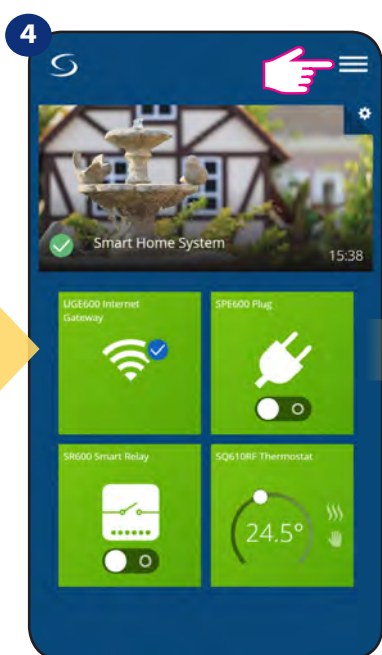 4
Smart Home System
15:38
UGE600 Internet
Gateway
SPE600 Plug
SR600 Smart Relay
SQ610RF Thermostat
24.5°